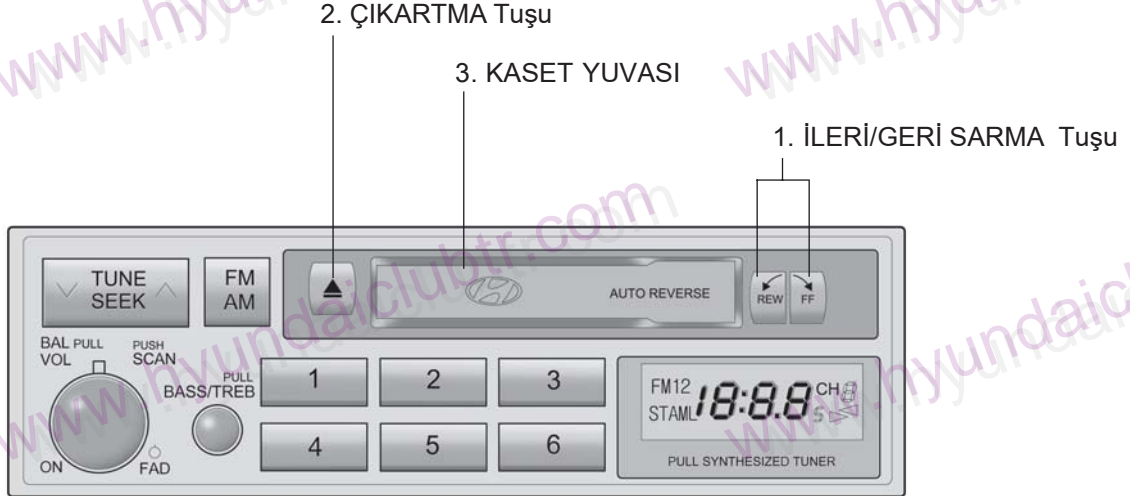 2. ÇIKARTMA Tuşu
3. KASET YUVASI
1. İLERİ/GERİ SARMA Tuşu
TUNE
SEEK
FM
AM
AUTO REVERSE
REW
FF
BAL PULL
VOL
PUSH
SCAN
PULL
BASS/TREB
ON
FAD
1
2
3
4
5
6
FM12
STAML
18:8.8
CH 8
S
PULL SYNTHESIZED TUNER
www.hyundaiclubtr.com